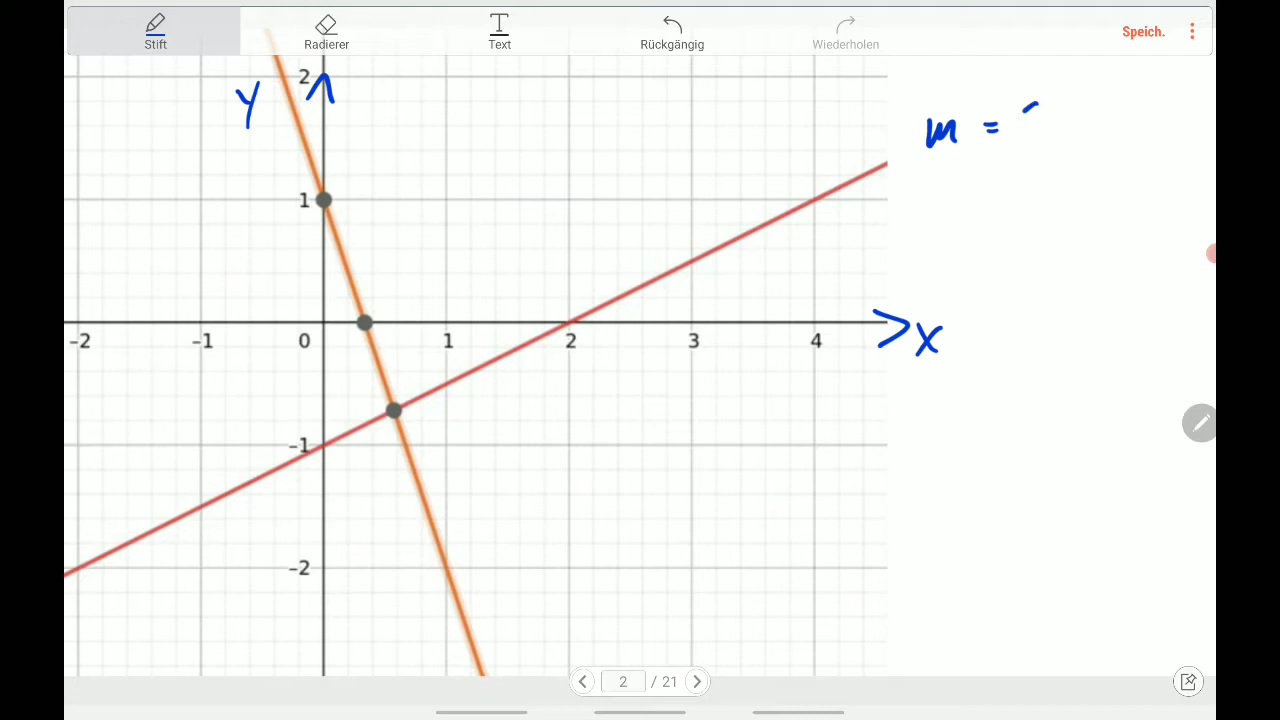 Stift Radierer Text Rückgängig Wiederholen Speich.
2
Y
m =
1
-2 -1 0 1 2 3 4
x
-1
-2
2 / 21